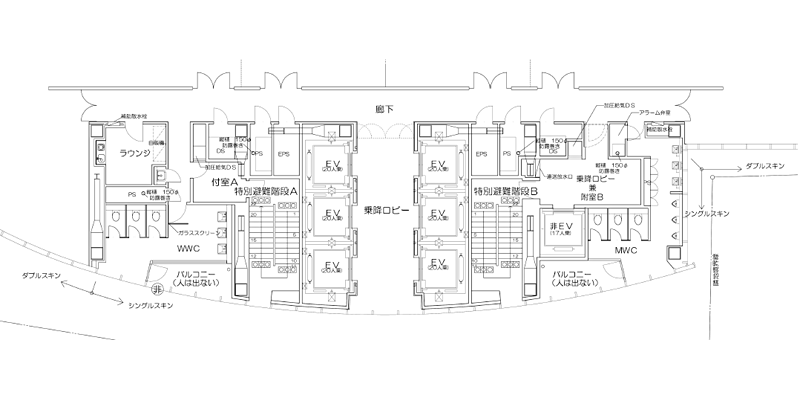 廊下
補助散水栓
ラウンジ
自販機
竪樋 150φ
防露巻き
DS
加圧給気DS
PS
EPS
付室A
特別避難階段A
PS
竪樋 150φ
防露巻き
ガラススクリーン
WWC
バルコニー
(人は出ない)
ダブルスキン
シングルスキン
非
EV
(20人乗)
EV
(20人乗)
EV
(20人乗)
乗降ロビー
EV
(20人乗)
EV
(20人乗)
EV
(20人乗)
EPS
PS
竪樋 150φ
防露巻き
DS
加圧給気DS
アラーム弁室
補助散水栓
連送放水口
竪樋 150φ
防露巻き
特別避難階段B
乗降ロビー
兼
附室B
非EV
(17人乗)
MWC
バルコニー
(人は出ない)
ダブルスキン
シングルスキン